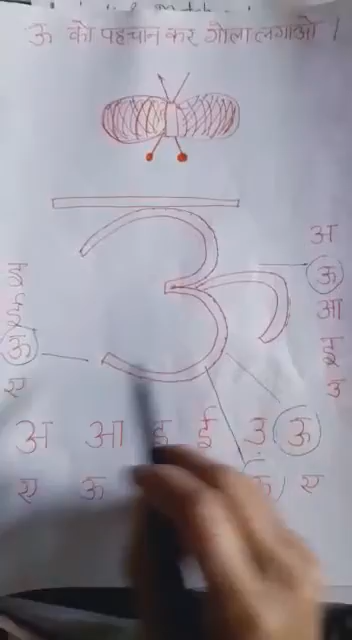 ऊ को पहचान कर गोला लगाओ ।
ऊ
अ
ऊ
आ
ई
उ
इ
ऊ
ए
अ आ इ ई उ ऊ
ए ऊ ऊ ए